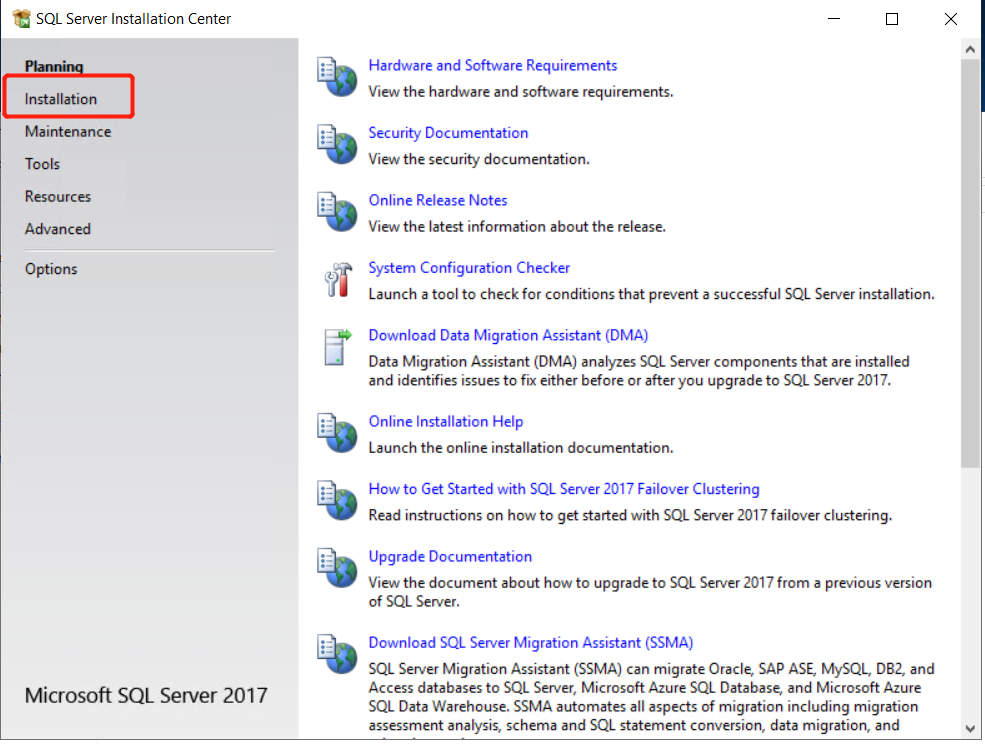 SQL Server Installation Center
Planning
Installation
Maintenance
Tools
Resources
Advanced
Options
Microsoft SQL Server 2017
Hardware and Software Requirements
View the hardware and software requirements.
Security Documentation
View the security documentation.
Online Release Notes
View the latest information about the release.
System Configuration Checker
Launch a tool to check for conditions that prevent a successful SQL Server installation.
Download Data Migration Assistant (DMA)
Data Migration Assistant (DMA) analyzes SQL Server components that are installed
and identifies issues to fix either before or after you upgrade to SQL Server 2017.
Online Installation Help
Launch the online installation documentation.
How to Get Started with SQL Server 2017 Failover Clustering
Read instructions on how to get started with SQL Server 2017 failover clustering.
Upgrade Documentation
View the document about how to upgrade to SQL Server 2017 from a previous version
of SQL Server.
Download SQL Server Migration Assistant (SSMA)
SQL Server Migration Assistant (SSMA) can migrate Oracle, SAP ASE, MySQL, DB2, and
Access databases to SQL Server, Microsoft Azure SQL Database, and Microsoft Azure
SQL Data Warehouse. SSMA automates all aspects of migration including migration
assessment analysis, schema and SQL statement conversion, data migration, and